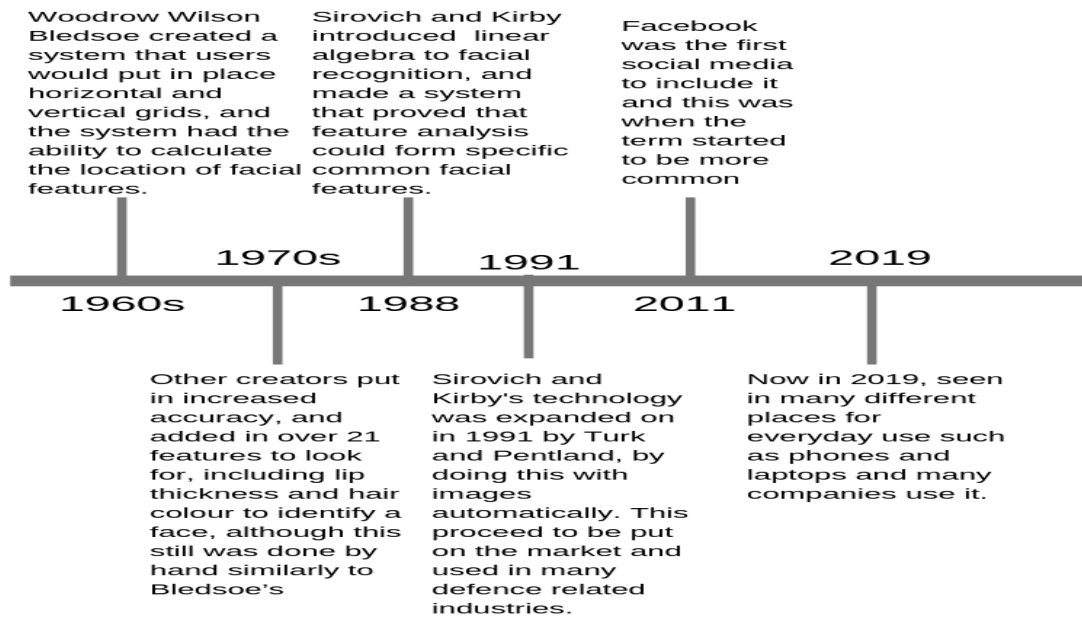 Woodrow Wilson
Bledsoe created a
system that users
would put in place
horizontal and
vertical grids, and
the system had the
ability to calculate
the location of facial
features.
Sirovich and Kirby
introduced  linear
algebra to facial
recognition, and
made a system
that proved that
feature analysis
could form specific
common facial
features.
Facebook
was the first
social media
to include it
and this was
when the
term started
to be more
common
1970s
1991
2019
1960s
1988
2011
Other creators put
in increased
accuracy, and
added in over 21
features to look
for, including lip
thickness and hair
colour to identify a
face, although this
still was done by
hand similarly to
Bledsoe’s
Sirovich and
Kirby's technology
was expanded on
in 1991 by Turk
and Pentland, by
doing this with
images
automatically. This
proceed to be put
on the market and
used in many
defence related
industries.
Now in 2019, seen
in many different
places for
everyday use such
as phones and
laptops and many
companies use it.